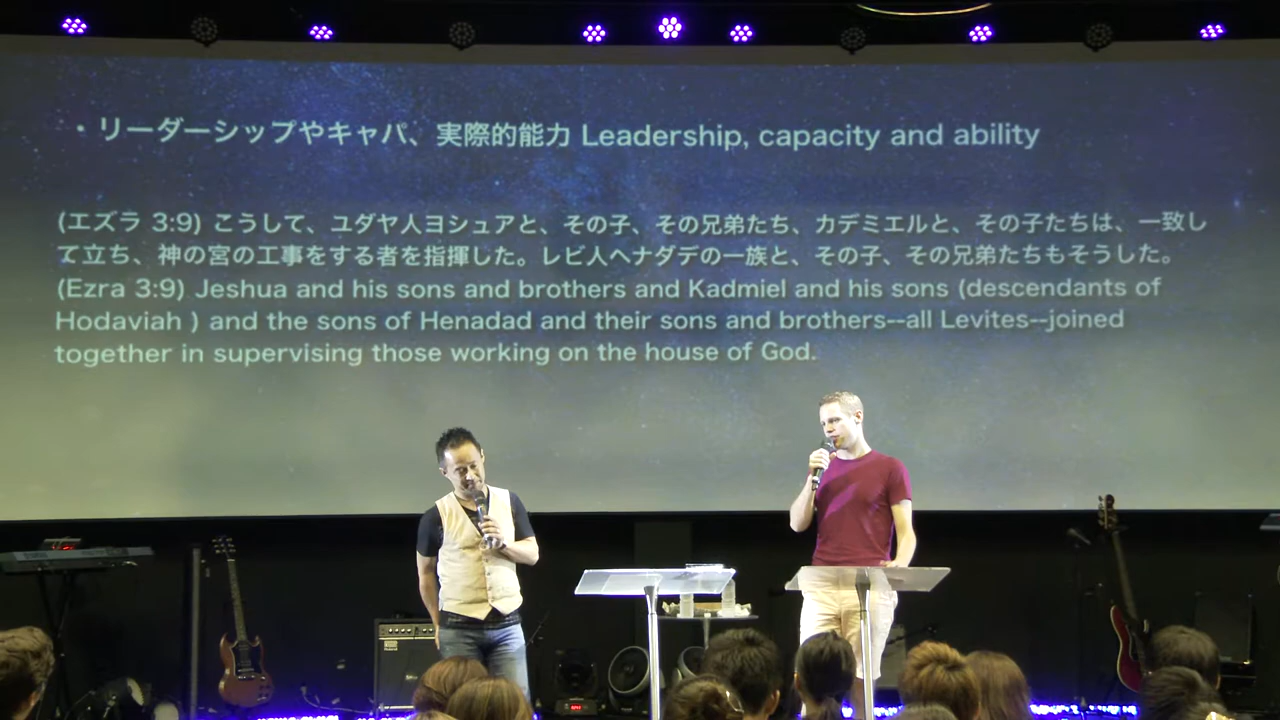 ・リーダーシップやキャパ、実際的能力 Leadership, capacity and ability
(エズラ 3:9) こうして、ユダヤ人ヨシュアと、その子、その兄弟たち、カデミエルと、その子たちは、一致し
て立ち、神の宮の工事をする者を指揮した。レビ人ヘナダデの一族と、その子、その兄弟たちもそうした。
(Ezra 3:9) Jeshua and his sons and brothers and Kadmiel and his sons (descendants of
Hodaviah ) and the sons of Henadad and their sons and brothers--all Levites--joined
together in supervising those working on the house of God.